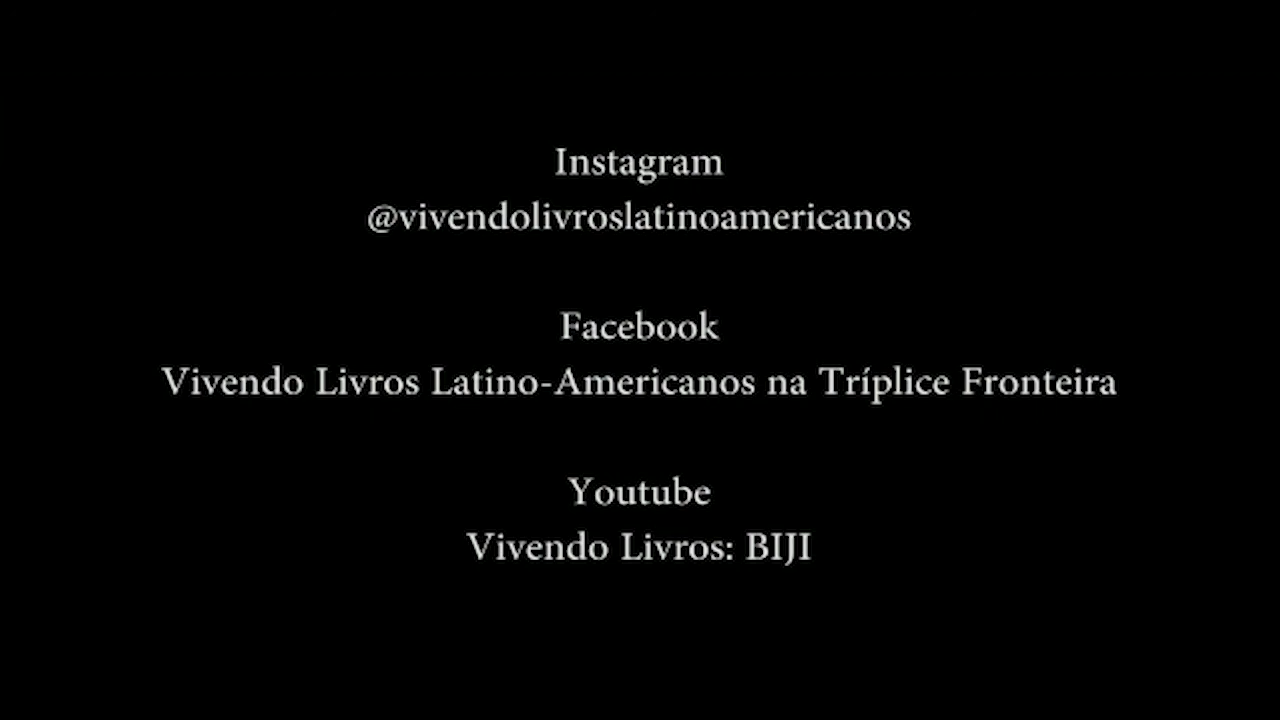 Instagram
@vivendolivroslatinoamericanos
Facebook
Vivendo Livros Latino-Americanos na Tríplice Fronteira
Youtube
Vivendo Livros: BIJI